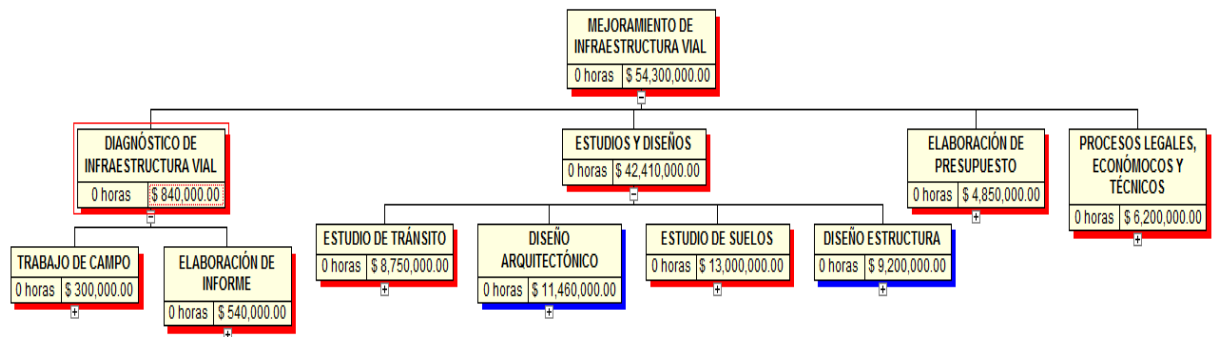 MEJORAMIENTO DE
INFRAESTRUCTURA VIAL
0 horas $ 54,300,000.00
DIAGNÓSTICO DE
INFRAESTRUCTURA VIAL
0 horas $ 840,000.00
ESTUDIOS Y DISEÑOS
0 horas $ 42,410,000.00
ELABORACIÓN DE
PRESUPUESTO
0 horas $ 4,850,000.00
PROCESOS LEGALES,
ECONÓMOCOS Y
TÉCNICOS
0 horas $ 6,200,000.00
TRABAJO DE CAMPO
0 horas $ 300,000.00
ELABORACIÓN DE
INFORME
0 horas $ 540,000.00
ESTUDIO DE TRÁNSITO
0 horas $ 8,750,000.00
DISEÑO
ARQUITECTÓNICO
0 horas $ 11,460,000.00
ESTUDIO DE SUELOS
0 horas $ 13,000,000.00
DISEÑO ESTRUCTURA
0 horas $ 9,200,000.00